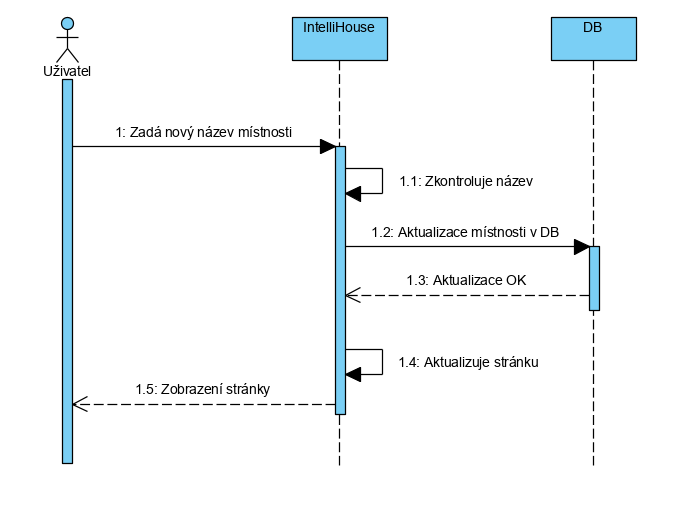 IntelliHouse
DB
Uživatel
1: Zadá nový název místnosti
1.1: Zkontroluje název
1.2: Aktualizace místnosti v DB
1.3: Aktualizace OK
1.4: Aktualizuje stránku
1.5: Zobrazení stránky